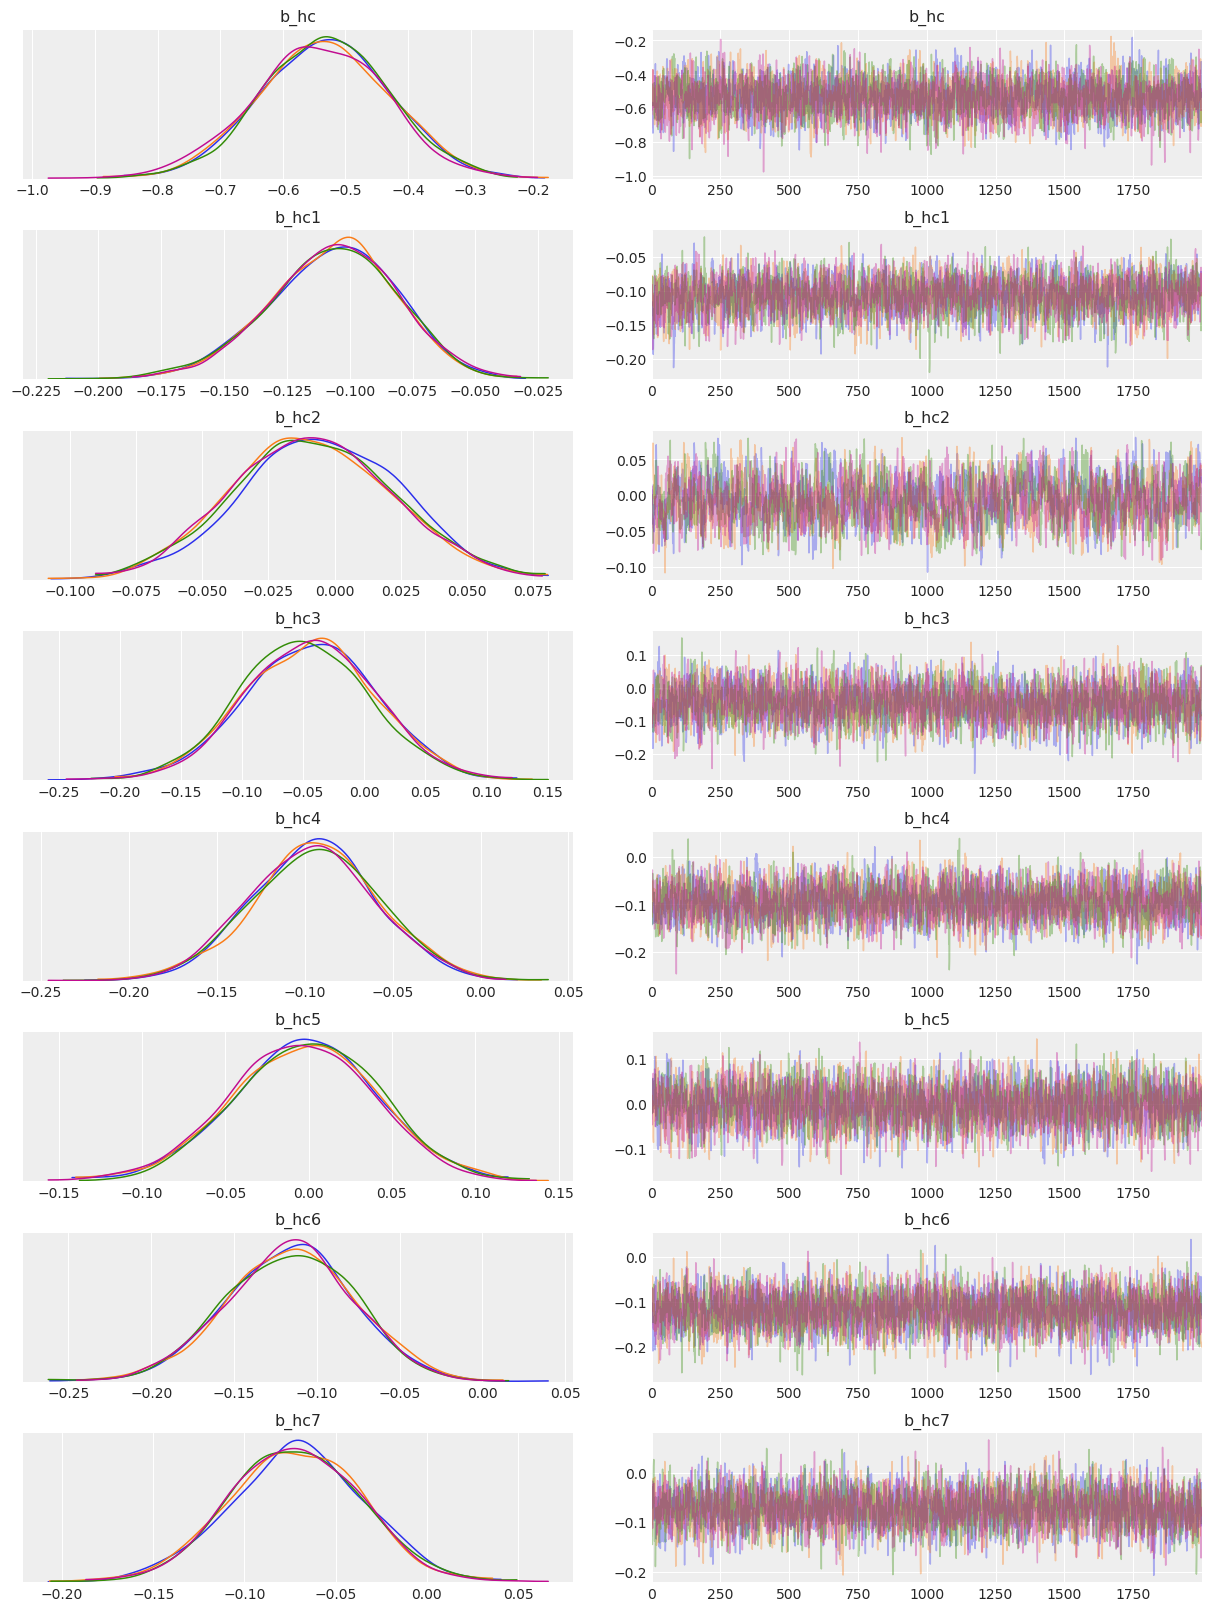 b_hc b_hc
−0.2
−0.4
−0.6
−0.8
−1.0
−1.0 −0.9 −0.8 −0.7 −0.6 −0.5 −0.4 −0.3 −0.2 0 250 500 750 1000 1250 1500 1750
b_hc1 b_hc1
−0.05
−0.10
−0.15
−0.20
−0.225 −0.200 −0.175 −0.150 −0.125 −0.100 −0.075 −0.050 −0.025 0 250 500 750 1000 1250 1500 1750
b_hc2 b_hc2
0.05
0.00
−0.05
−0.10
−0.100 −0.075 −0.050 −0.025 0.000 0.025 0.050 0.075 0 250 500 750 1000 1250 1500 1750
b_hc3 b_hc3
0.1
0.0
−0.1
−0.2
−0.25 −0.20 −0.15 −0.10 −0.05 0.00 0.05 0.10 0.15 0 250 500 750 1000 1250 1500 1750
b_hc4 b_hc4
0.0
−0.1
−0.2
−0.25 −0.20 −0.15 −0.10 −0.05 0.00 0.05 0 250 500 750 1000 1250 1500 1750
b_hc5 b_hc5
0.1
0.0
−0.1
−0.15 −0.10 −0.05 0.00 0.05 0.10 0.15 0 250 500 750 1000 1250 1500 1750
b_hc6 b_hc6
0.0
−0.1
−0.2
−0.25 −0.20 −0.15 −0.10 −0.05 0.00 0.05 0 250 500 750 1000 1250 1500 1750
b_hc7 b_hc7
0.0
−0.1
−0.2
−0.20 −0.15 −0.10 −0.05 0.00 0.05 0 250 500 750 1000 1250 1500 1750